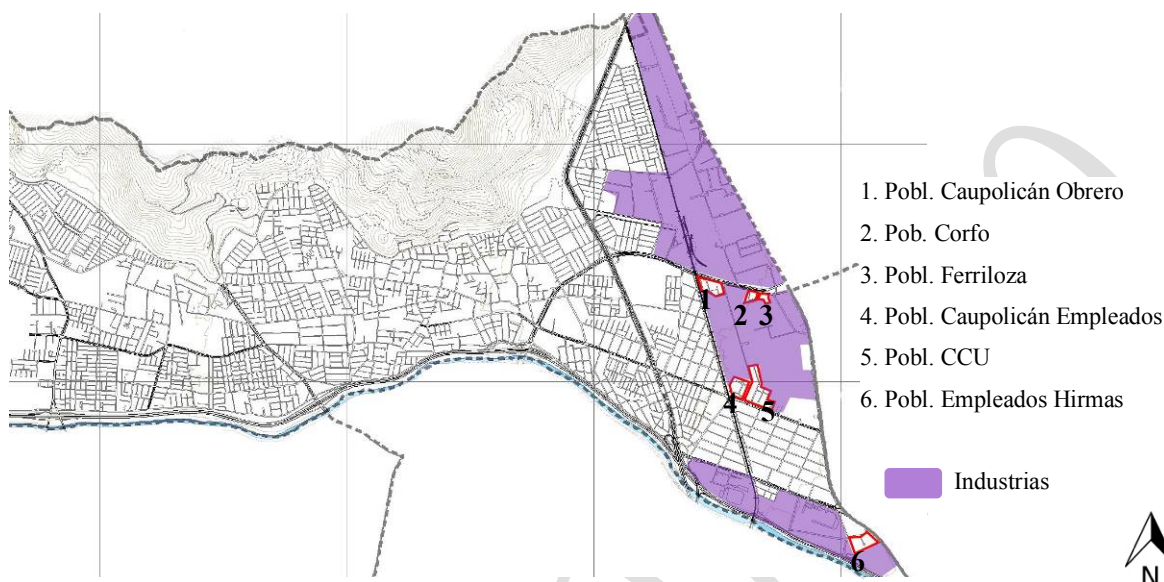 1
2
3
4
5
6
1. Pobl. Caupolicán Obrero
2. Pob. Corfo
3. Pobl. Ferriloza
4. Pobl. Caupolicán Empleados
5. Pobl. CCU
6. Pobl. Empleados Hirmas
Industrias
N